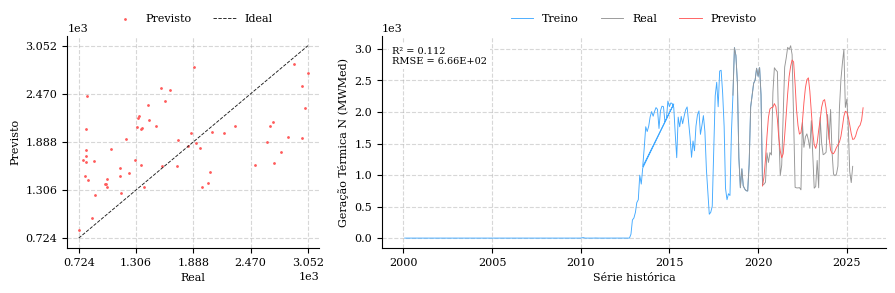 Previsto Ideal
1e3
3.052
2.470
1.888
1.306
0.724
Previsto
0.724 1.306 1.888 2.470 3.052
1e3
Real
Treino Real Previsto
1e3
R² = 0.112
RMSE = 6.66E+02
3.0
2.5
2.0
1.5
1.0
0.5
0.0
Geração Térmica N (MWMed)
2000 2005 2010 2015 2020 2025
Série histórica